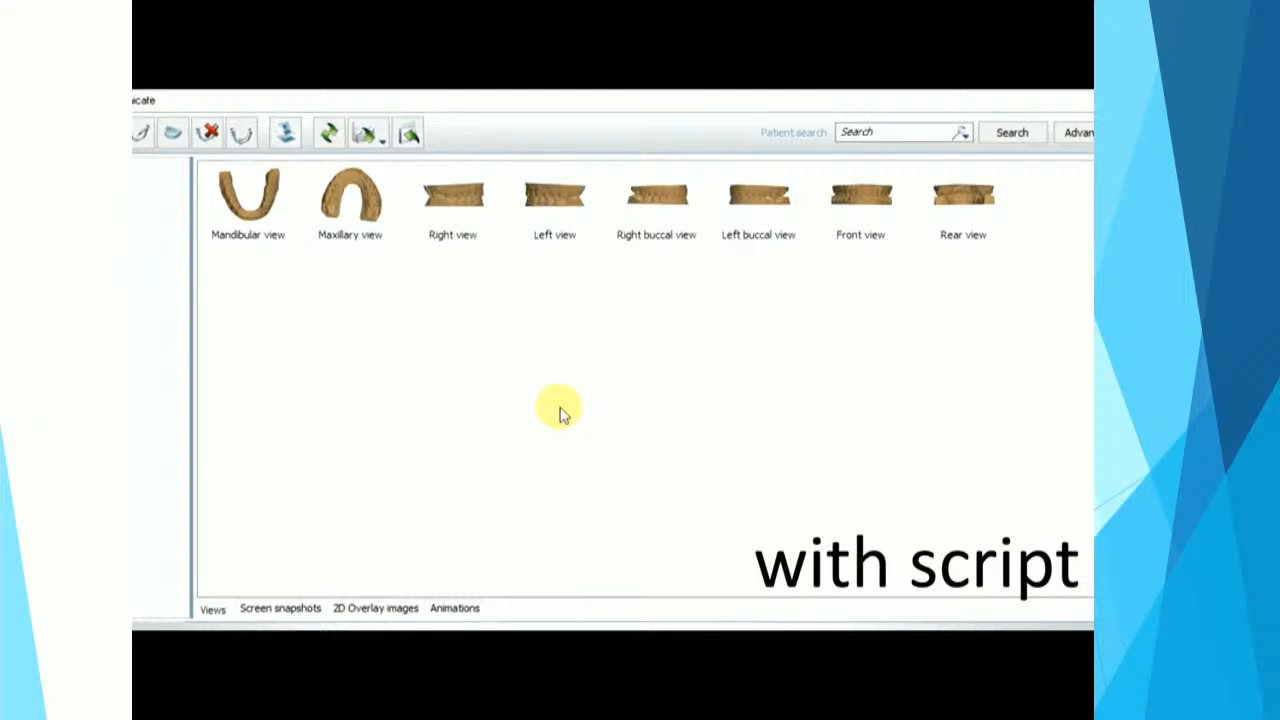 icate
Patient search
Search
Search
Advan
Mandibular view
Maxillary view
Right view
Left view
Right buccal view
Left buccal view
Front view
Rear view
with script
Views
Screen snapshots
2D Overlay images
Animations